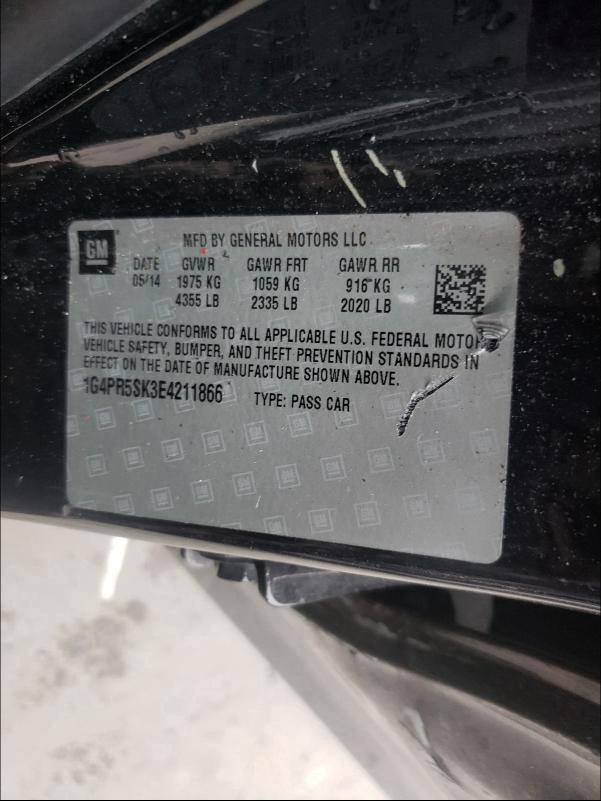 GM
MFD BY GENERAL MOTORS LLC
DATE GVWR GAWR FRT GAWR RR
05/14 1975 KG 1059 KG 916 KG
4355 LB 2335 LB 2020 LB
THIS VEHICLE CONFORMS TO ALL APPLICABLE U.S. FEDERAL MOTOR
VEHICLE SAFETY, BUMPER, AND THEFT PREVENTION STANDARDS IN
EFFECT ON THE DATE OF MANUFACTURE SHOWN ABOVE.
1G4PR5SK3E4211866 TYPE: PASS CAR